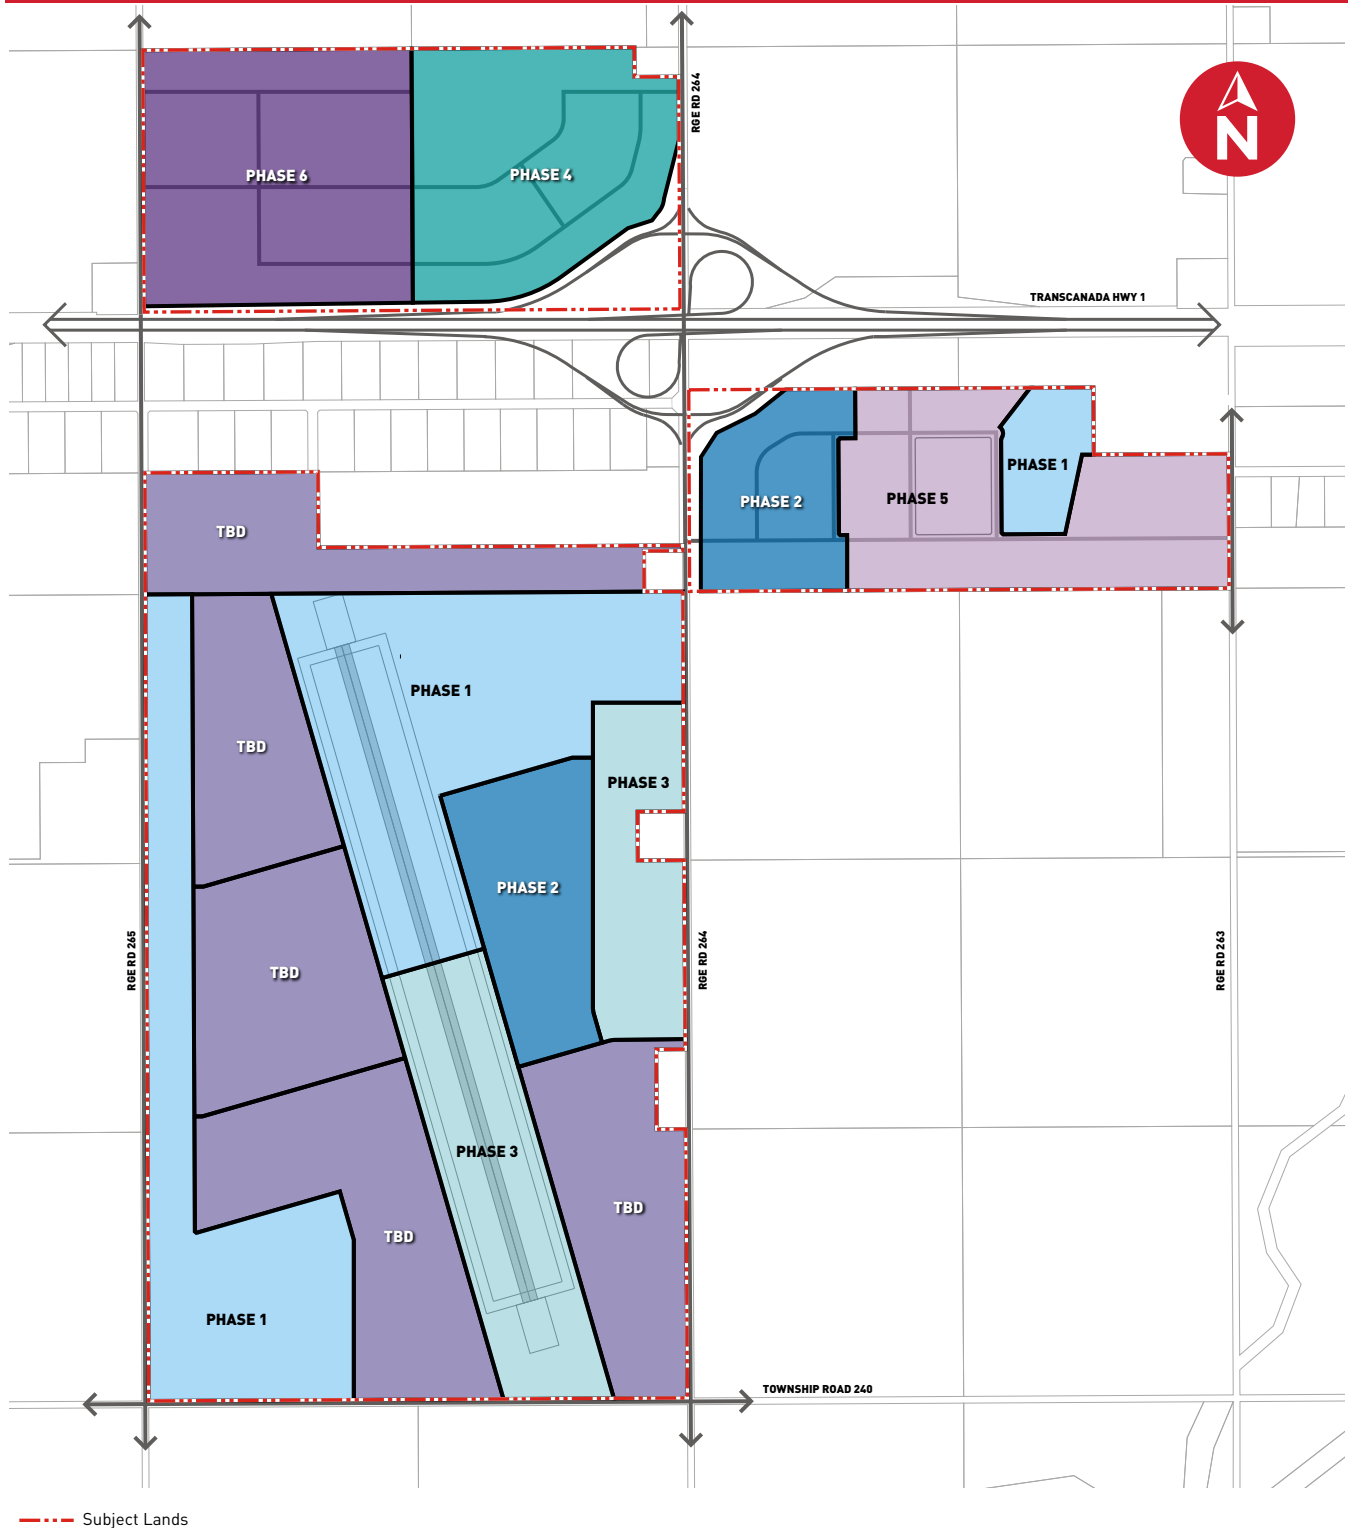 RGE RD 264
N
PHASE 6
PHASE 4
TRANSCANADA HWY 1
PHASE 1
PHASE 2
PHASE 5
TBD
PHASE 1
TBD
PHASE 3
PHASE 2
RGE RD 265
RGE RD 264
RGE RD 263
TBD
PHASE 3
TBD
TBD
PHASE 1
TOWNSHIP ROAD 240
Subject Lands